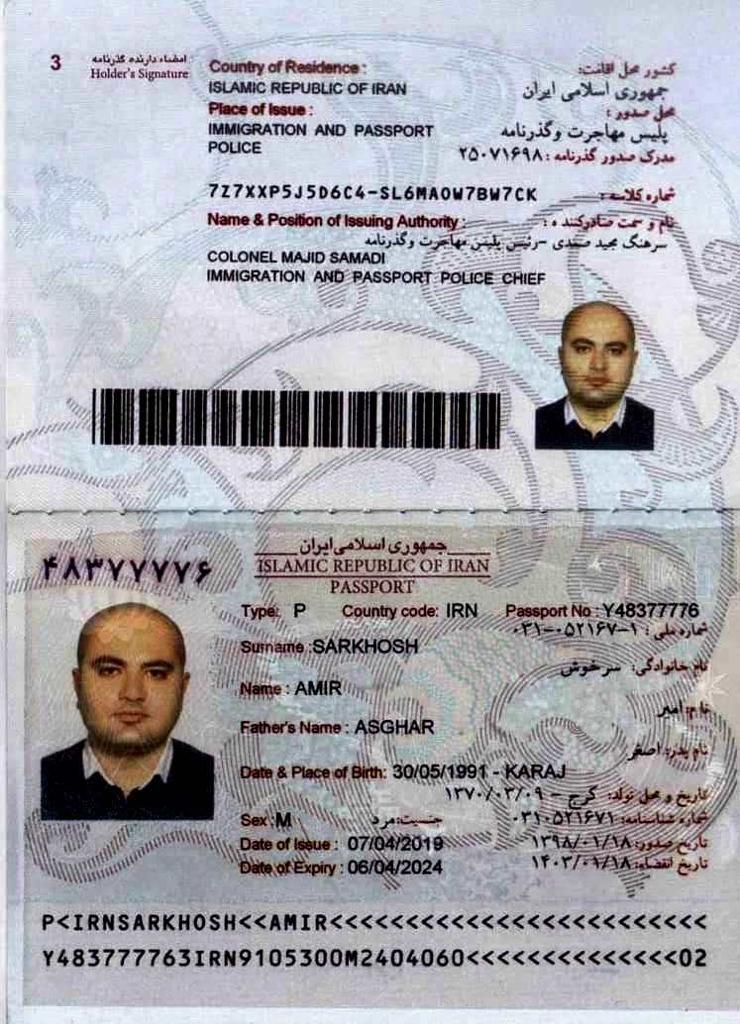 3
امضاء دارنده گذرنامه
Holder's Signature
Country of Residence :
کشور محل اقامت:
ISLAMIC REPUBLIC OF IRAN
جمهوری اسلامی ایران
Place of Issue :
محل صدور :
IMMIGRATION AND PASSPORT
POLICE
پلیس مهاجرت و گذرنامه
مدرک صدور گذرنامه : ۲۵۰۷۱۶۹۸
7Z7XXP5J5D6C4-SL6MAOW7BW7CK
شماره کلاسه :
Name & Position of Issuing Authority :
نام و سمت صادرکننده :
سرهنگ مجید صمدی -رئیس پلیس مهاجرت و گذرنامه
COLONEL MAJID SAMADI
IMMIGRATION AND PASSPORT POLICE CHIEF
جمهوری اسلامی ایران
۴۸۳۷۷۷۷۶
ISLAMIC REPUBLIC OF IRAN
PASSPORT
Type: P Country code: IRN Passport No : Y48377776
شماره ملی : ۰۳۱-۰۵۲۱۶۷-۱
Surname :SARKHOSH
نام خانوادگی: سرخوش
Name : AMIR
نام: امیر
Father's Name : ASGHAR
نام پدر: اصغر
Date & Place of Birth: 30/05/1991 - KARAJ
تاریخ و محل تولد: کرج - ۱۳۷۰/۰۳/۰۹
Sex :M
جنسیت: مرد
شماره شناسنامه: ۰۳۱۰۵۲۱۶۷۱
Date of Issue : 07/04/2019
تاریخ صدور: ۱۳۹۸/۰۱/۱۸
Date of Expiry : 06/04/2024
تاریخ انقضاء: ۱۴۰۳/۰۱/۱۸
P<IRNSARKHOSH<<AMIR<<<<<<<<<<<<<<<<<<<<<<<<<
Y483777763IRN9105300M2404060<<<<<<<<<<<<<<02